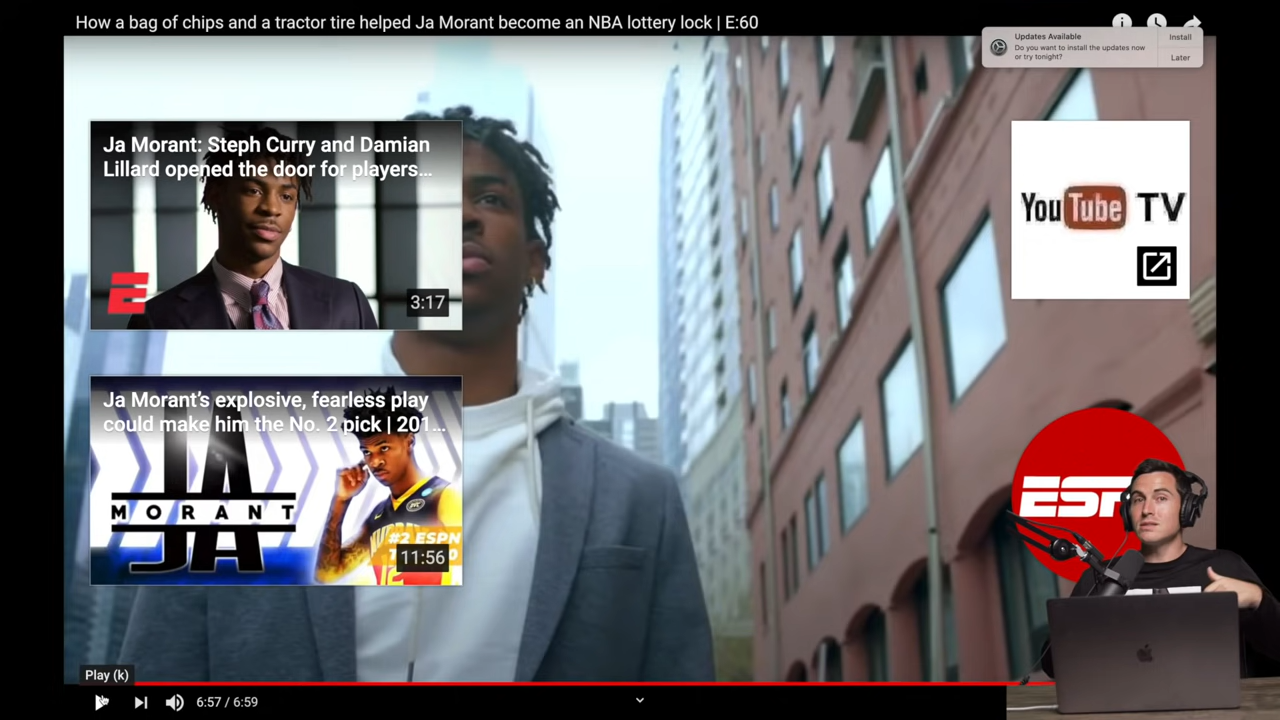 How a bag of chips and a tractor tire helped Ja Morant become an NBA lottery lock | E:60
Updates Available
Install
Do you want to install the updates now
or try tonight?
Later
Ja Morant: Steph Curry and Damian
Lillard opened the door for players…
E
3:17
YouTube TV
Ja Morant’s explosive, fearless play
could make him the No. 2 pick | 201…
JA
MORANT
JA
#2 ESPN
11:56
ESP
Play (k)
6:57 / 6:59